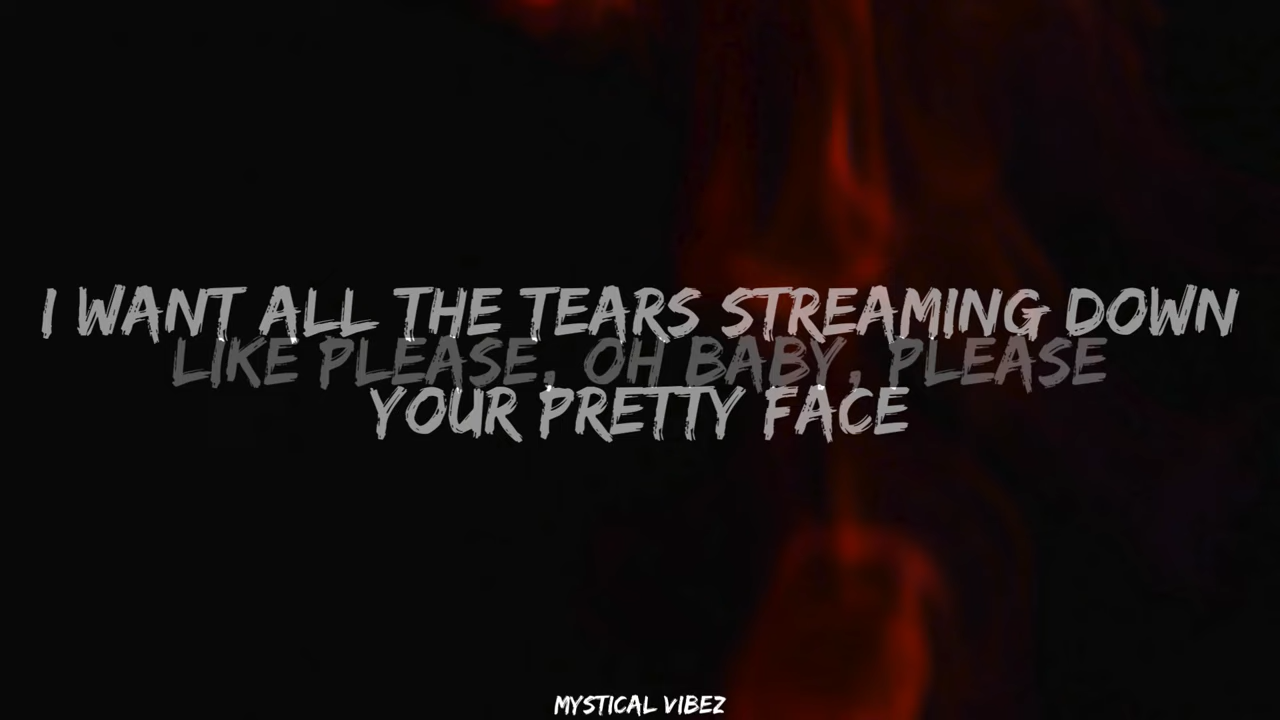 I WANT ALL THE TEARS STREAMING DOWN
LIKE PLEASE, OH BABY, PLEASE
YOUR PRETTY FACE
MYSTICAL VIBEZ